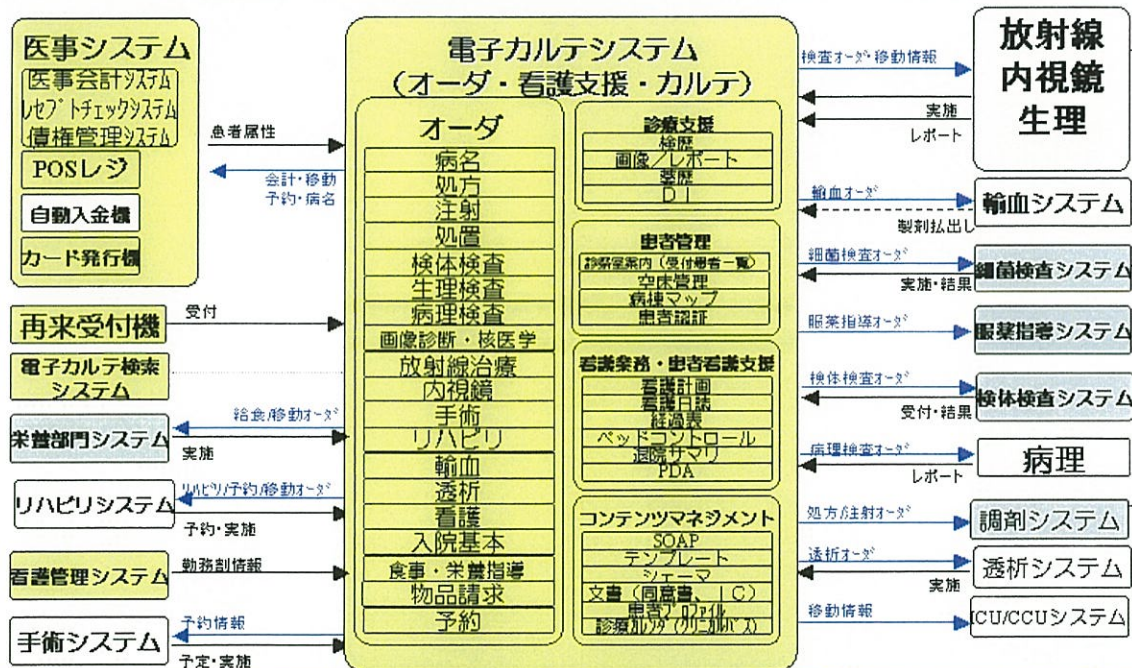 医事システム
医事会計システム
レセプトチェックシステム
債権管理システム
POSレジ
自動入金機
カード発行機
再来受付機
電子カルテ検索
システム
栄養部門システム
リハビリシステム
看護管理システム
手術システム
患者属性
会計・移動
予約・病名
受付
給食/移動オーダ
実施
リハビリ/予約/移動オーダ
予約・実施
勤務割情報
予約情報
予定・実施
電子カルテシステム
(オーダ・看護支援・カルテ)
オーダ
病名
処方
注射
処置
検体検査
生理検査
病理検査
画像診断・核医学
放射線治療
内視鏡
手術
リハビリ
輸血
透析
看護
入院基本
食事・栄養指導
物品請求
予約
診療支援
検歴
画像/レポート
薬歴
DI
患者管理
診察室案内(受付患者一覧)
空床管理
病棟マップ
患者認証
看護業務・患者看護支援
看護計画
看護日誌
経過表
ベッドコントロール
退院サマリ
PDA
コンテンツマネジメント
SOAP
テンプレート
シェーマ
文書(同意書、IC)
患者プロファイル
診療カレンダ(クリニカルパス)
検査オーダ・移動情報
実施
レポート
輸血オーダ
製剤払出し
細菌検査オーダ
実施・結果
服薬指導オーダ
検体検査オーダ
受付・結果
病理検査オーダ
レポート
処方/注射オーダ
透析オーダ
実施
移動情報
放射線
内視鏡
生理
輸血システム
細菌検査システム
服薬指導システム
検体検査システム
病理
調剤システム
透析システム
ICU/CCUシステム